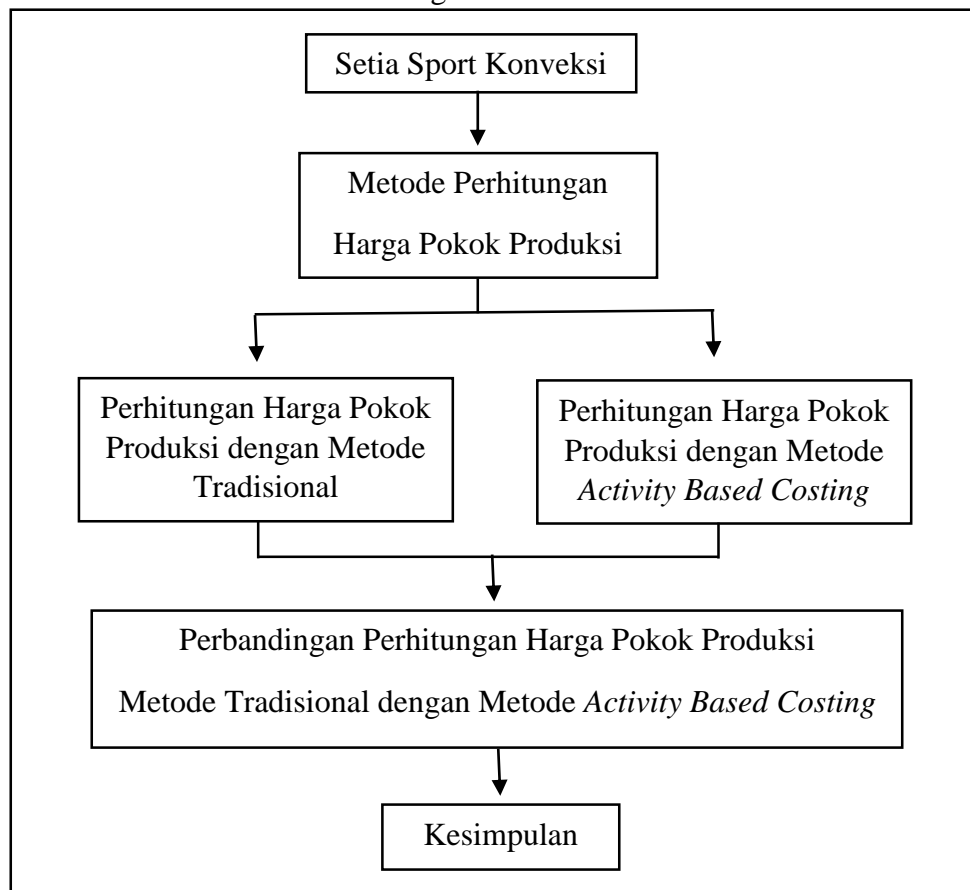 Setia Sport Konveksi
Metode Perhitungan
Harga Pokok Produksi
Perhitungan Harga Pokok
Produksi dengan Metode
Tradisional
Perhitungan Harga Pokok
Produksi dengan Metode
Activity Based Costing
Perbandingan Perhitungan Harga Pokok Produksi
Metode Tradisional dengan Metode Activity Based Costing
Kesimpulan